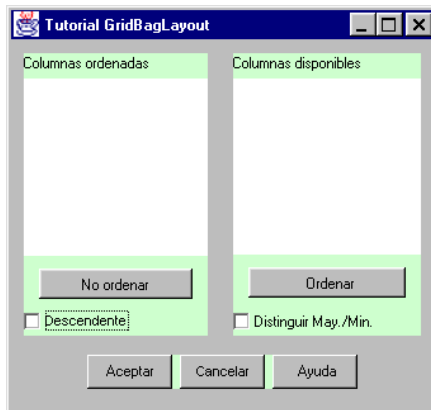 Tutorial GridBagLayout
Columnas ordenadas
Columnas disponibles
No ordenar
Ordenar
Descendente
Distinguir May./Min.
Aceptar
Cancelar
Ayuda